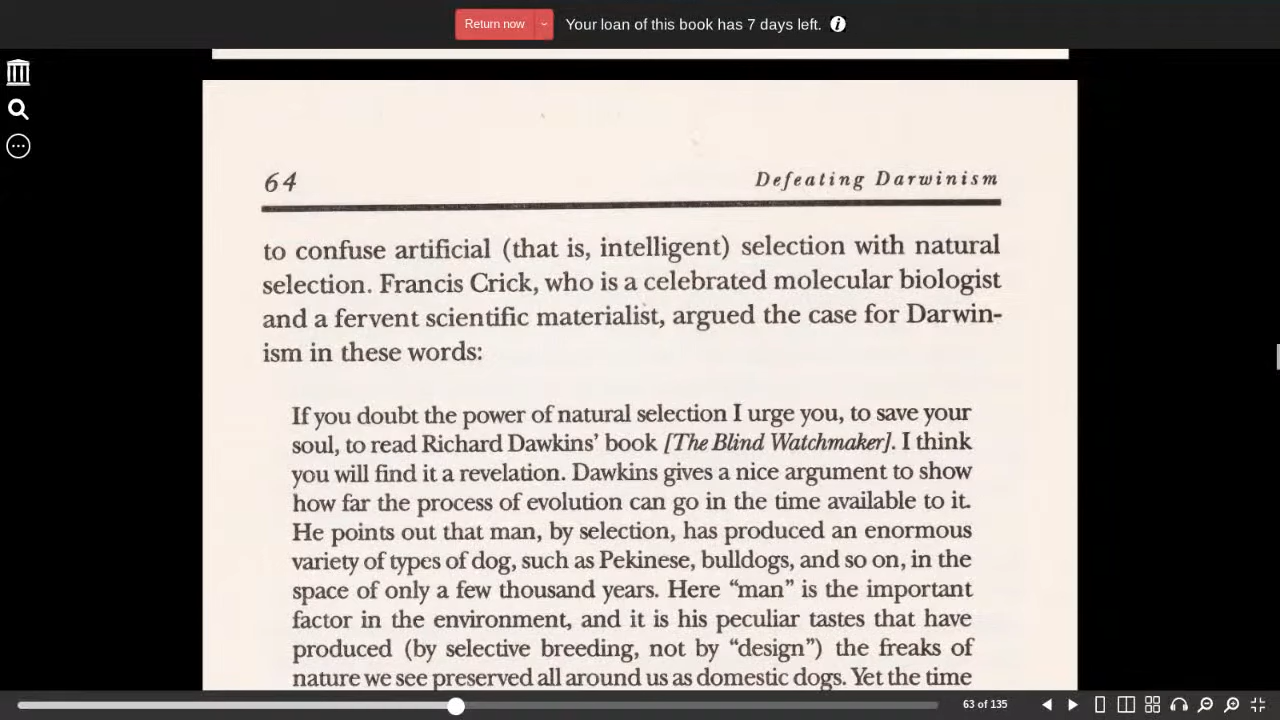 Return now
Your loan of this book has 7 days left.
64 Defeating Darwinism
to confuse artificial (that is, intelligent) selection with natural
selection. Francis Crick, who is a celebrated molecular biologist
and a fervent scientific materialist, argued the case for Darwin-
ism in these words:
If you doubt the power of natural selection I urge you, to save your
soul, to read Richard Dawkins’ book [The Blind Watchmaker]. I think
you will find it a revelation. Dawkins gives a nice argument to show
how far the process of evolution can go in the time available to it.
He points out that man, by selection, has produced an enormous
variety of types of dog, such as Pekinese, bulldogs, and so on, in the
space of only a few thousand years. Here “man” is the important
factor in the environment, and it is his peculiar tastes that have
produced (by selective breeding, not by “design”) the freaks of
nature we see preserved all around us as domestic dogs. Yet the time
63 of 135